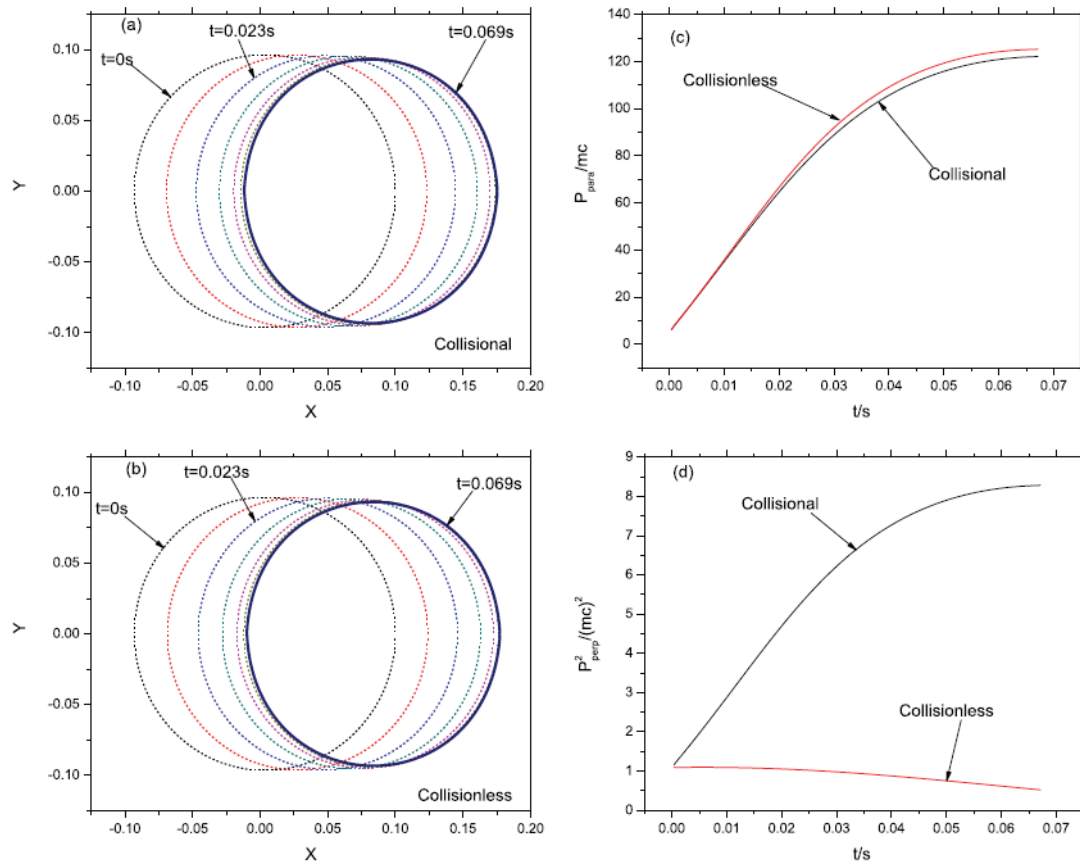 (a)
t=0s
t=0.023s
t=0.069s
0.10
0.05
0.00
-0.05
-0.10
Y
Collisional
-0.10
-0.05
0.00
0.05
0.10
0.15
0.20
X
(c)
140
120
100
80
60
40
20
0
P_para/mc
Collisionless
Collisional
0.00
0.01
0.02
0.03
0.04
0.05
0.06
0.07
t/s
(b)
t=0s
t=0.023s
t=0.069s
0.10
0.05
0.00
-0.05
-0.10
Y
Collisionless
-0.10
-0.05
0.00
0.05
0.10
0.15
0.20
X
(d)
9
8
7
6
5
4
3
2
1
0
P²_perp/(mc)²
Collisional
Collisionless
0.00
0.01
0.02
0.03
0.04
0.05
0.06
0.07
t/s